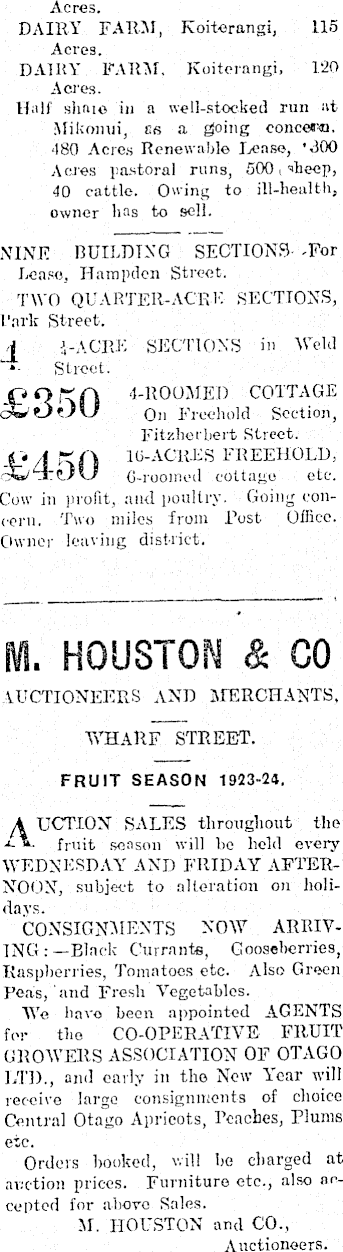 Acres.
DAIRY FARM, Koiterangi, 115
Acres.
DAIRY FARM, Koiterangi, 120
Acres.
Half share in a well-stocked run at
Mikonui, as a going concern.
480 Acres Renewable Lease, 300
Acres pastoral runs, 500 sheep,
40 cattle. Owing to ill-health,
owner has to sell.
NINE BUILDING SECTIONS—For
Lease, Hampden Street.
TWO QUARTER-ACRE SECTIONS,
Park Street.
4 ¼-ACRE SECTIONS in Weld
Street.
£350 4-ROOMED COTTAGE
On Freehold Section,
Fitzherbert Street.
£450 16-ACRES FREEHOLD,
6-roomed cottage etc.
Cow in profit, and poultry. Going con-
cern. Two miles from Post Office.
Owner leaving district.
M. HOUSTON & CO
AUCTIONEERS AND MERCHANTS,
WHARF STREET.
FRUIT SEASON 1923-24.
AUCTION SALES throughout the
fruit season will be held every
WEDNESDAY AND FRIDAY AFTER-
NOON, subject to alteration on holi-
days.
CONSIGNMENTS NOW ARRIV-
ING:—Black Currants, Gooseberries,
Raspberries, Tomatoes etc. Also Green
Peas, and Fresh Vegetables.
We have been appointed AGENTS
for the CO-OPERATIVE FRUIT
GROWERS ASSOCIATION OF OTAGO
LTD., and early in the New Year will
receive large consignments of choice
Central Otago Apricots, Peaches, Plums
etc.
Orders booked, will be charged at
auction prices. Furniture etc., also ac-
cepted for above Sales.
M. HOUSTON and CO.,
Auctioneers.